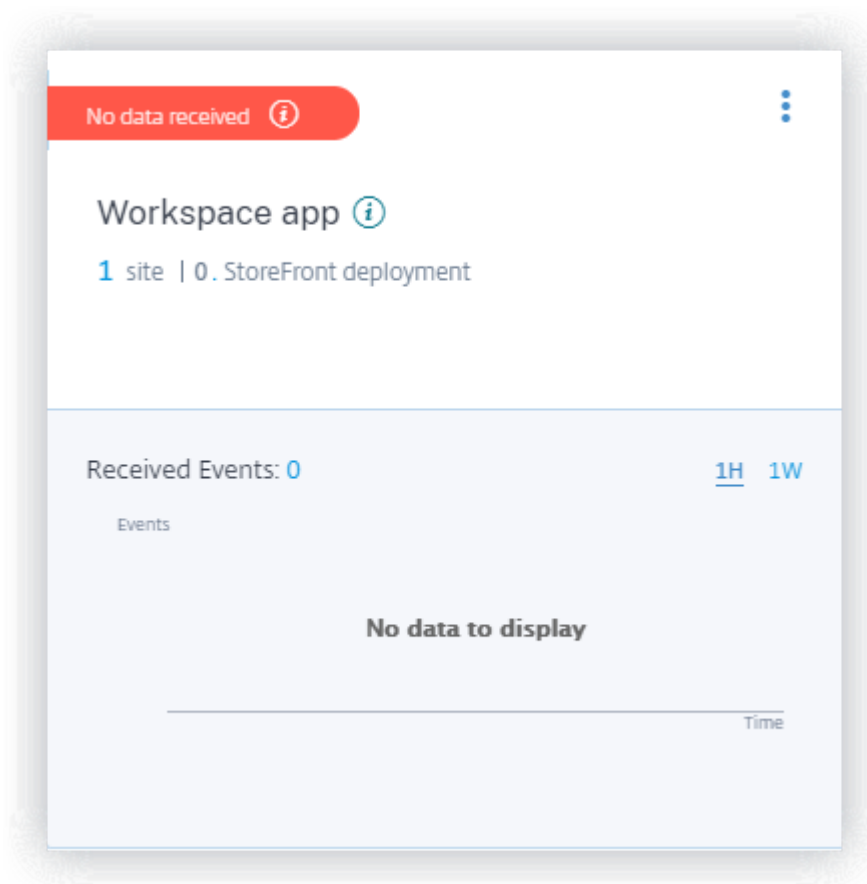 No data received
Workspace app
1 site | 0. StoreFront deployment
Received Events: 0 1H 1W
Events
No data to display
Time